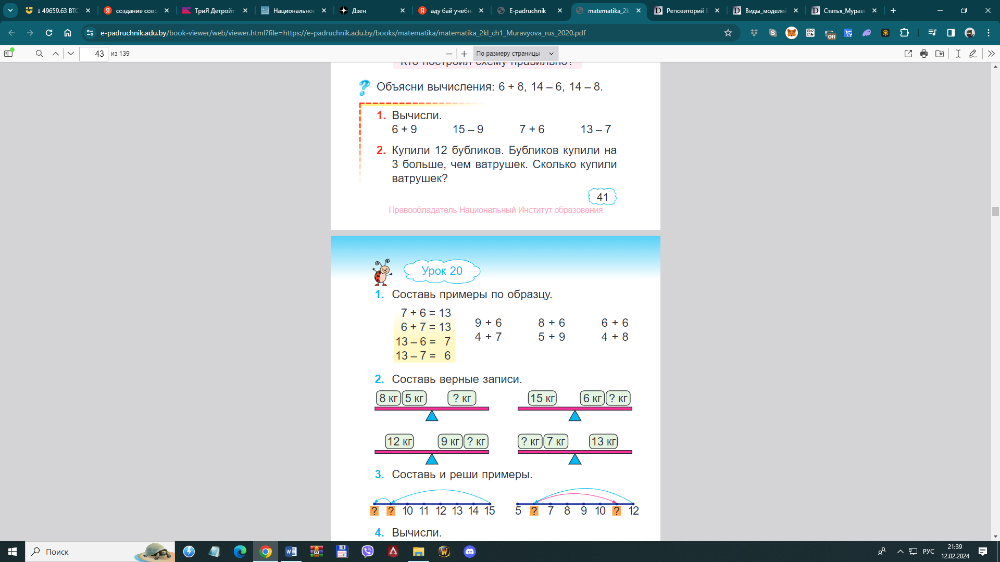 ↓ 49659.63 BTC
создание совр
ТриЯ Детройт
Национальное
Дзен
аду бай учебн
E-padruchnik
matematika_2k
Репозиторий Б
Виды_моделей
Статья_Мурав
e-padruchnik.adu.by/book-viewer/web/viewer.html?file=https://e-padruchnik.adu.by/books/matematika/matematika_2kl_ch1_Muravyova_rus_2020.pdf
Off
43 из 139
По размеру страницы
Кто построил схему правильно?
? Объясни вычисления: 6 + 8, 14 – 6, 14 – 8.
1. Вычисли.
6 + 9 15 – 9 7 + 6 13 – 7
2. Купили 12 бубликов. Бубликов купили на
3 больше, чем ватрушек. Сколько купили
ватрушек?
41
Правообладатель Национальный Институт образования
Урок 20
1. Составь примеры по образцу.
7 + 6 = 13
6 + 7 = 13
13 – 6 = 7
13 – 7 = 6
9 + 6 8 + 6 6 + 6
4 + 7 5 + 9 4 + 8
2. Составь верные записи.
8 кг 5 кг ? кг 15 кг 6 кг ? кг
12 кг 9 кг ? кг ? кг 7 кг 13 кг
3. Составь и реши примеры.
? ? 10 11 12 13 14 15 5 ? 7 8 9 10 ? 12
4. Вычисли.
Поиск
РУС
21:39
12.02.2024